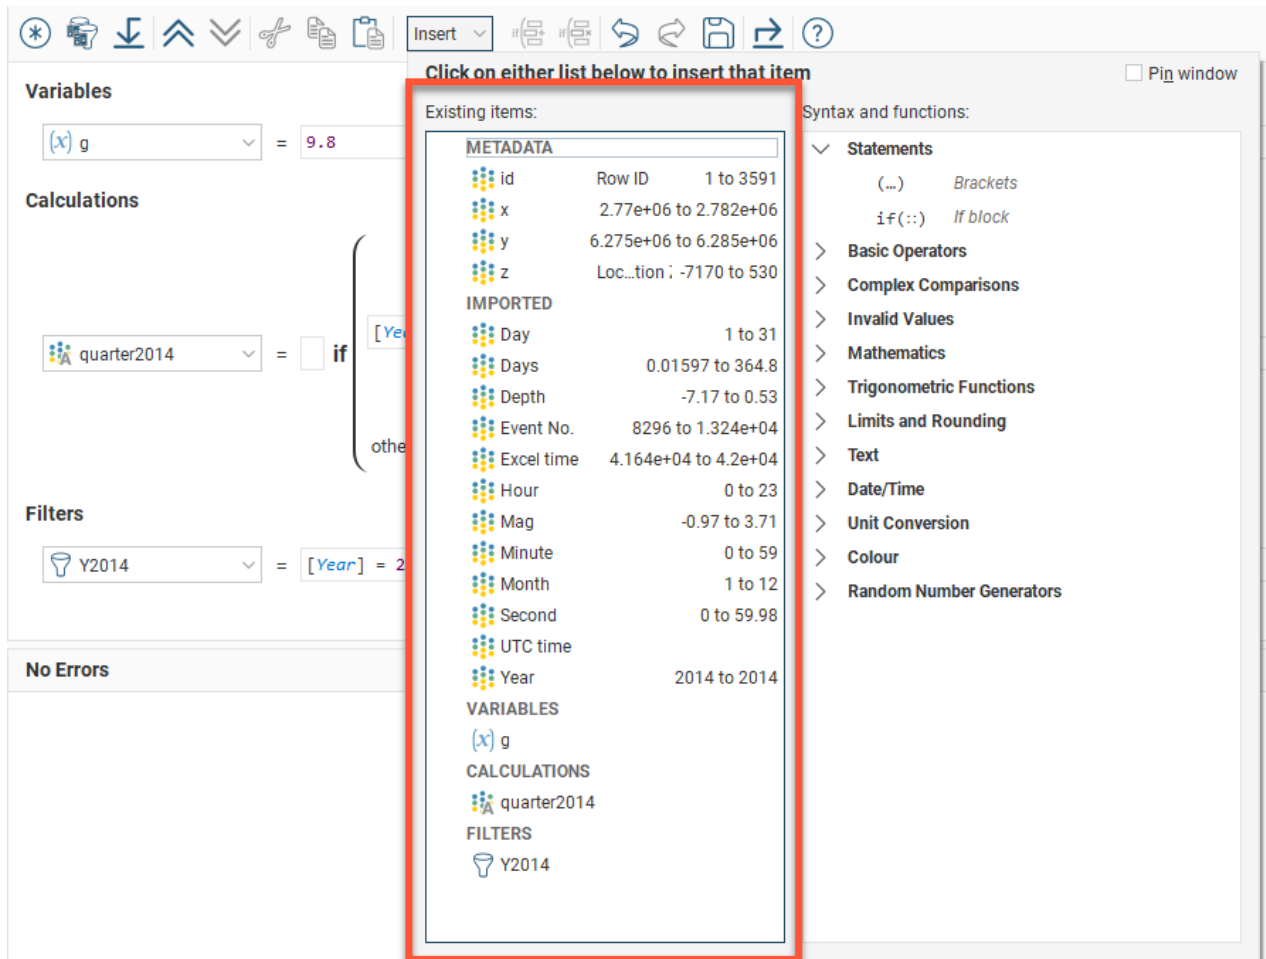 Insert
Click on either list below to insert that item
Pin window
Variables
(x) g = 9.8
Calculations
quarter2014 = if
othe
Filters
Y2014 = [Year] = 2
No Errors
Existing items:
METADATA
id Row ID 1 to 3591
x 2.77e+06 to 2.782e+06
y 6.275e+06 to 6.285e+06
z Loc...tion -7170 to 530
IMPORTED
Day 1 to 31
Days 0.01597 to 364.8
Depth -7.17 to 0.53
Event No. 8296 to 1.324e+04
Excel time 4.164e+04 to 4.2e+04
Hour 0 to 23
Mag -0.97 to 3.71
Minute 0 to 59
Month 1 to 12
Second 0 to 59.98
UTC time
Year 2014 to 2014
VARIABLES
(x) g
CALCULATIONS
quarter2014
FILTERS
Y2014
Syntax and functions:
Statements
(…) Brackets
if(::) If block
Basic Operators
Complex Comparisons
Invalid Values
Mathematics
Trigonometric Functions
Limits and Rounding
Text
Date/Time
Unit Conversion
Colour
Random Number Generators